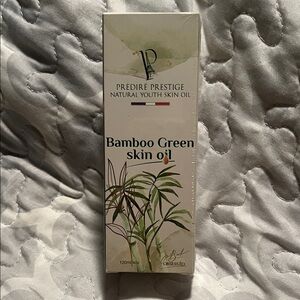 PREDIRE PRESTIGE
NATURAL YOUTH SKIN OIL
Bamboo Green
skin oil